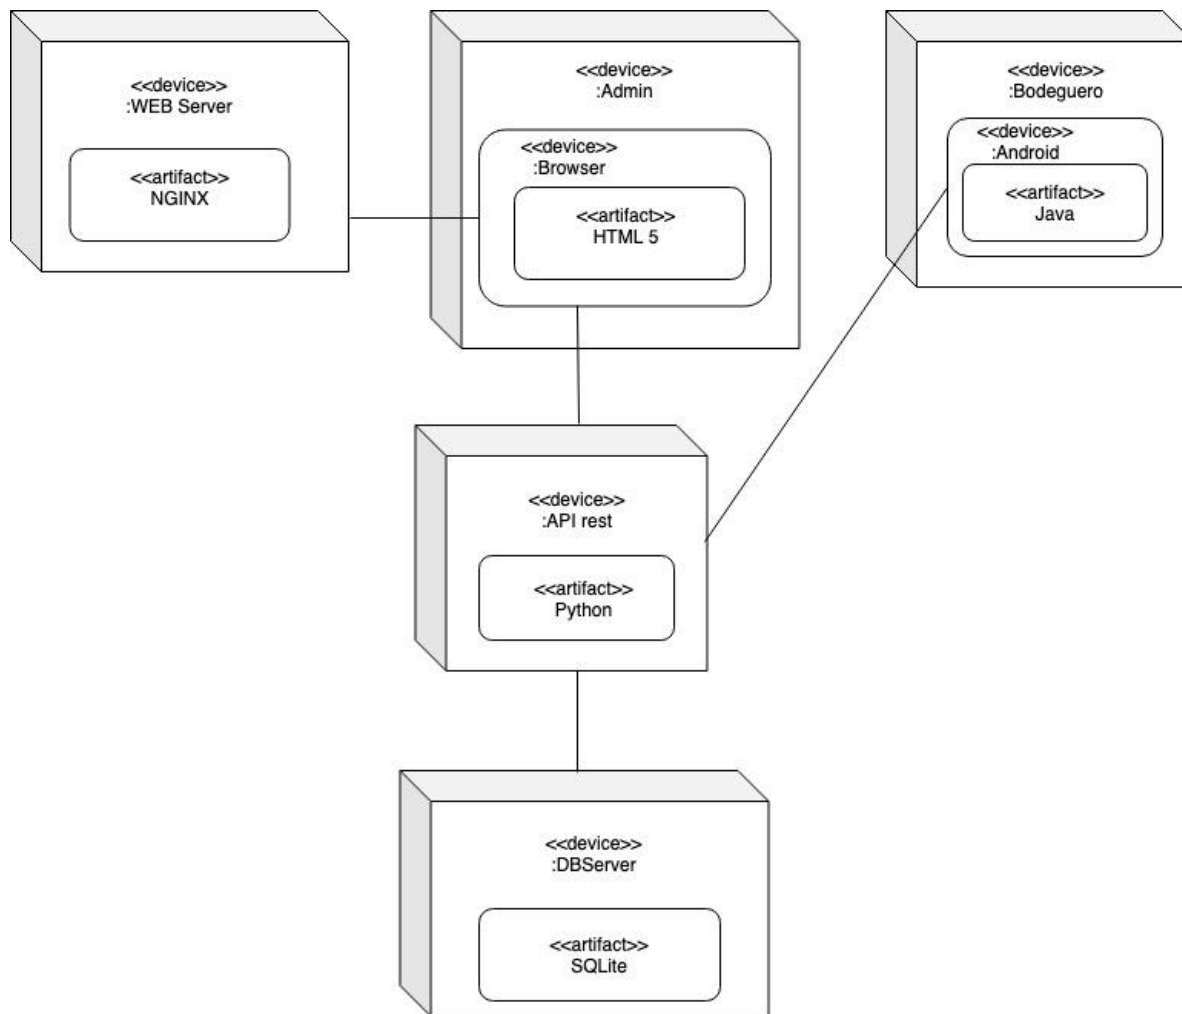 <<device>>
:WEB Server
<<artifact>>
NGINX
<<device>>
:Admin
<<device>>
:Browser
<<artifact>>
HTML 5
<<device>>
:Bodeguero
<<device>>
:Android
<<artifact>>
Java
<<device>>
:API rest
<<artifact>>
Python
<<device>>
:DBServer
<<artifact>>
SQLite